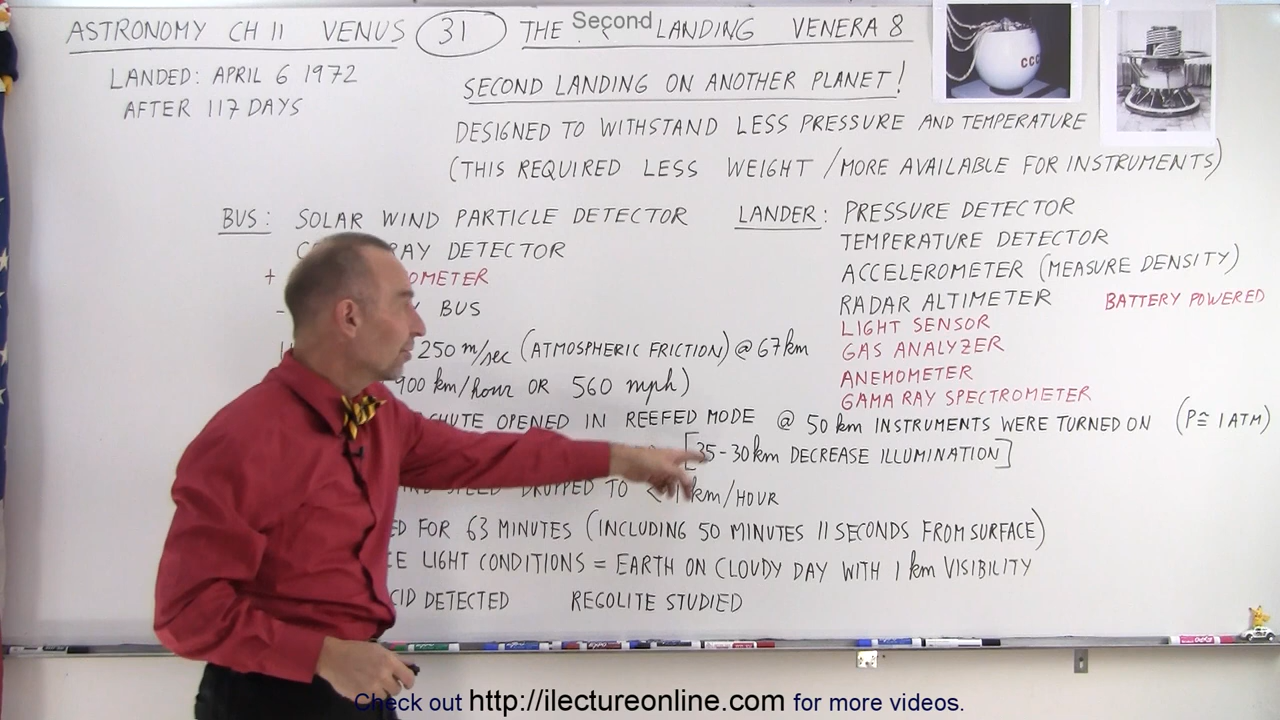 ASTRONOMY CH 11 VENUS 31 THE Second LANDING VENERA 8
LANDED: APRIL 6 1972
AFTER 117 DAYS
SECOND LANDING ON ANOTHER PLANET!
DESIGNED TO WITHSTAND LESS PRESSURE AND TEMPERATURE
(THIS REQUIRED LESS WEIGHT / MORE AVAILABLE FOR INSTRUMENTS)
CCC
BUS: SOLAR WIND PARTICLE DETECTOR
RAY DETECTOR
+ OMETER
- BUS
LANDER: PRESSURE DETECTOR
TEMPERATURE DETECTOR
ACCELEROMETER (MEASURE DENSITY)
RADAR ALTIMETER BATTERY POWERED
LIGHT SENSOR
GAS ANALYZER
ANEMOMETER
GAMA RAY SPECTROMETER
250 m/sec (ATMOSPHERIC FRICTION) @ 67 km
900 km/hour OR 560 mph)
CHUTE OPENED IN REEFED MODE @ 50 km INSTRUMENTS WERE TURNED ON (P ≅ 1 ATM)
[35-30 km DECREASE ILLUMINATION]
SPEED DROPPED TO < 1 km/HOUR
ED FOR 63 MINUTES (INCLUDING 50 MINUTES 11 SECONDS FROM SURFACE)
CE LIGHT CONDITIONS = EARTH ON CLOUDY DAY WITH 1 km VISIBILITY
CID DETECTED REGOLITE STUDIED
Check out http://ilectureonline.com for more videos.